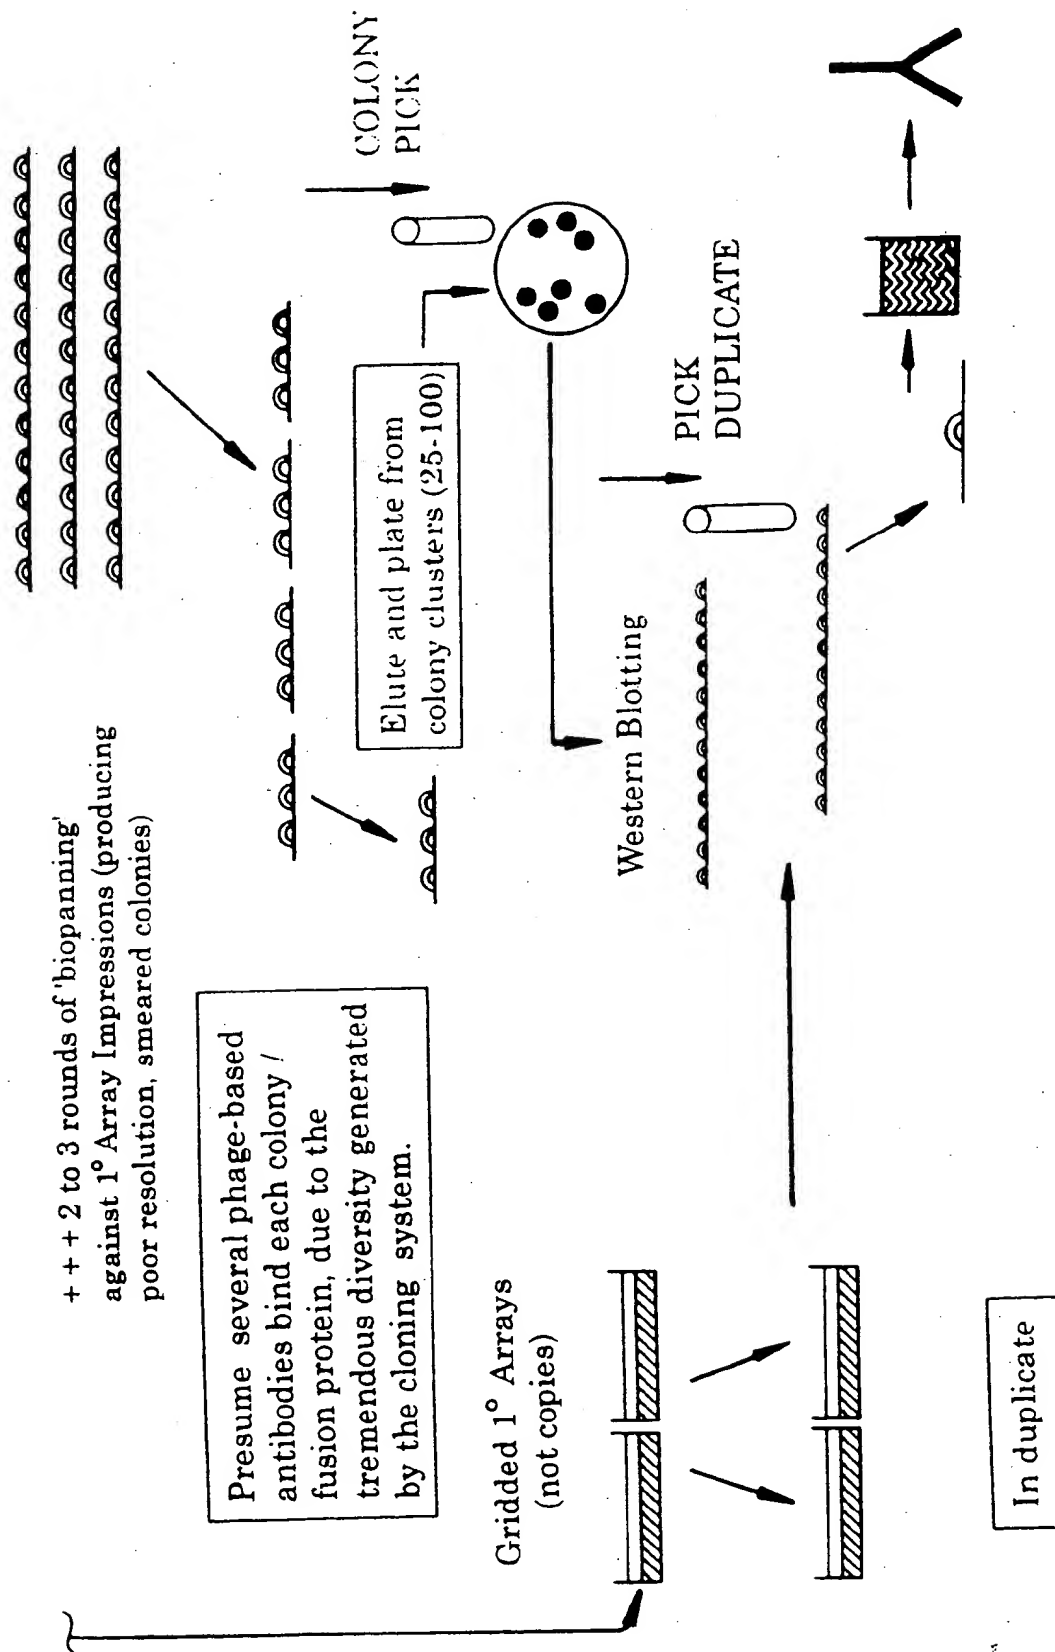 + + + 2 to 3 rounds of 'biopanning'
against 1° Array Impressions (producing
poor resolution, smeared colonies)
Presume several phage-based
antibodies bind each colony /
fusion protein, due to the
tremendous diversity generated
by the cloning system.
Elute and plate from
colony clusters (25-100)
COLONY
PICK
Gridded 1° Arrays
(not copies)
Western Blotting
PICK
DUPLICATE
In duplicate